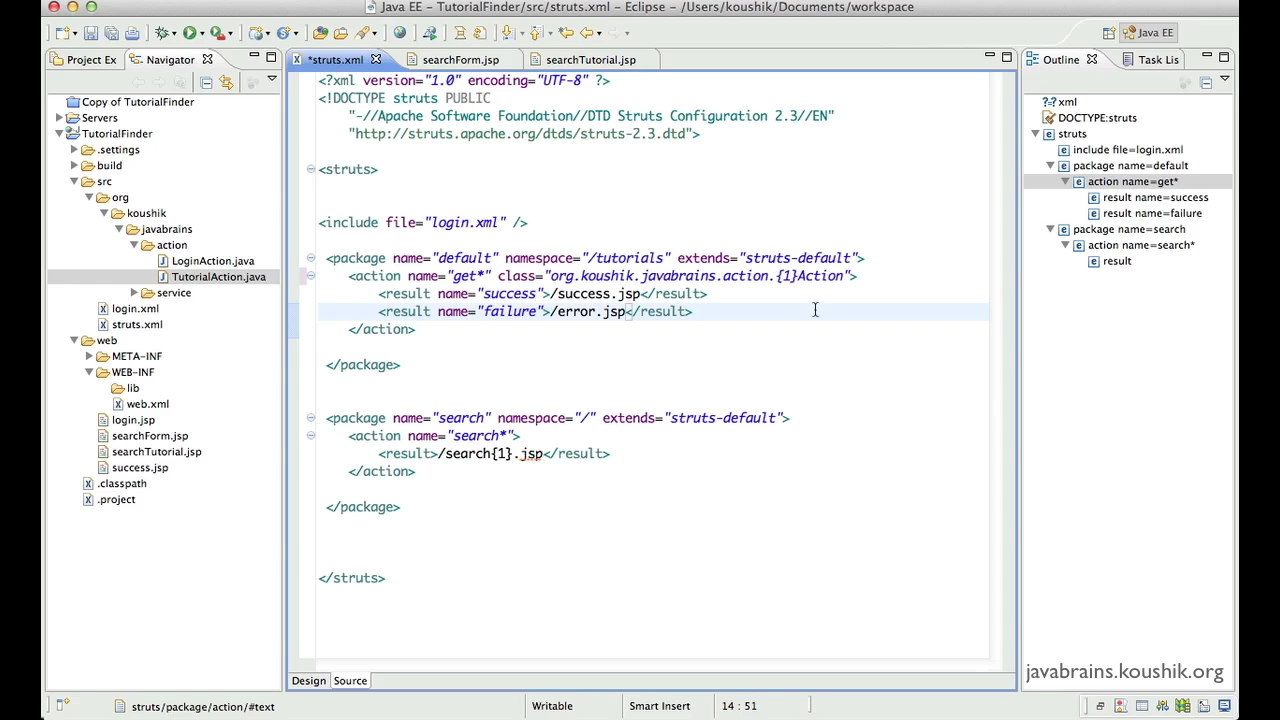 Java EE - TutorialFinder/src/struts.xml - Eclipse - /Users/koushik/Documents/workspace
Java EE
Project Ex
Navigator
*struts.xml
searchForm.jsp
searchTutorial.jsp
Outline
Task Lis
Copy of TutorialFinder
Servers
TutorialFinder
.settings
build
src
org
koushik
javabrains
action
LoginAction.java
TutorialAction.java
service
login.xml
struts.xml
web
META-INF
WEB-INF
lib
web.xml
login.jsp
searchForm.jsp
searchTutorial.jsp
success.jsp
.classpath
.project
<?xml version="1.0" encoding="UTF-8" ?>
<!DOCTYPE struts PUBLIC
"-//Apache Software Foundation//DTD Struts Configuration 2.3//EN"
"http://struts.apache.org/dtds/struts-2.3.dtd">
<struts>
<include file="login.xml" />
<package name="default" namespace="/tutorials" extends="struts-default">
<action name="get*" class="org.koushik.javabrains.action.{1}Action">
<result name="success">/success.jsp</result>
<result name="failure">/error.jsp</result>
</action>
</package>
<package name="search" namespace="/" extends="struts-default">
<action name="search*">
<result>/search{1}.jsp</result>
</action>
</package>
</struts>
Design
Source
xml
DOCTYPE:struts
struts
include file=login.xml
package name=default
action name=get*
result name=success
result name=failure
package name=search
action name=search*
result
javabrains.koushik.org
struts/package/action/#text
Writable
Smart Insert
14 : 51